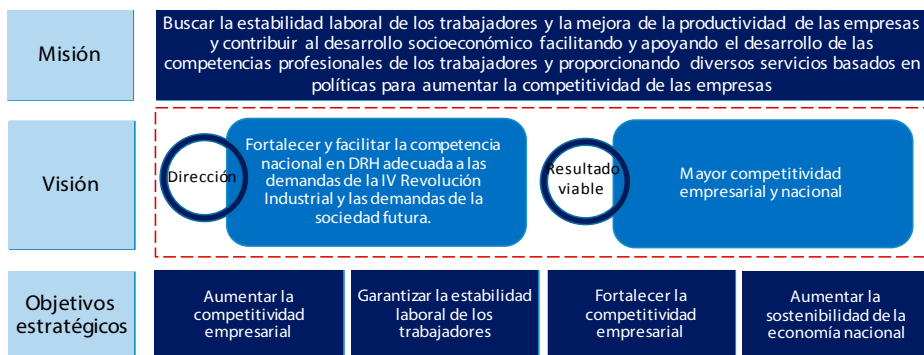 Misión
Buscar la estabilidad laboral de los trabajadores y la mejora de la productividad de las empresas
y contribuir al desarrollo socioeconómico facilitando y apoyando el desarrollo de las
competencias profesionales de los trabajadores y proporcionando diversos servicios basados en
políticas para aumentar la competitividad de las empresas
Visión
Dirección
Fortalecer y facilitar la competencia
nacional en DRH adecuada a las
demandas de la IV Revolución
Industrial y las demandas de la
sociedad futura.
Resultado
viable
Mayor competitividad
empresarial y nacional
Objetivos
estratégicos
Aumentar la
competitividad
empresarial
Garantizar la estabilidad
laboral de los
trabajadores
Fortalecer la
competitividad
empresarial
Aumentar la
sostenibilidad de la
economía nacional